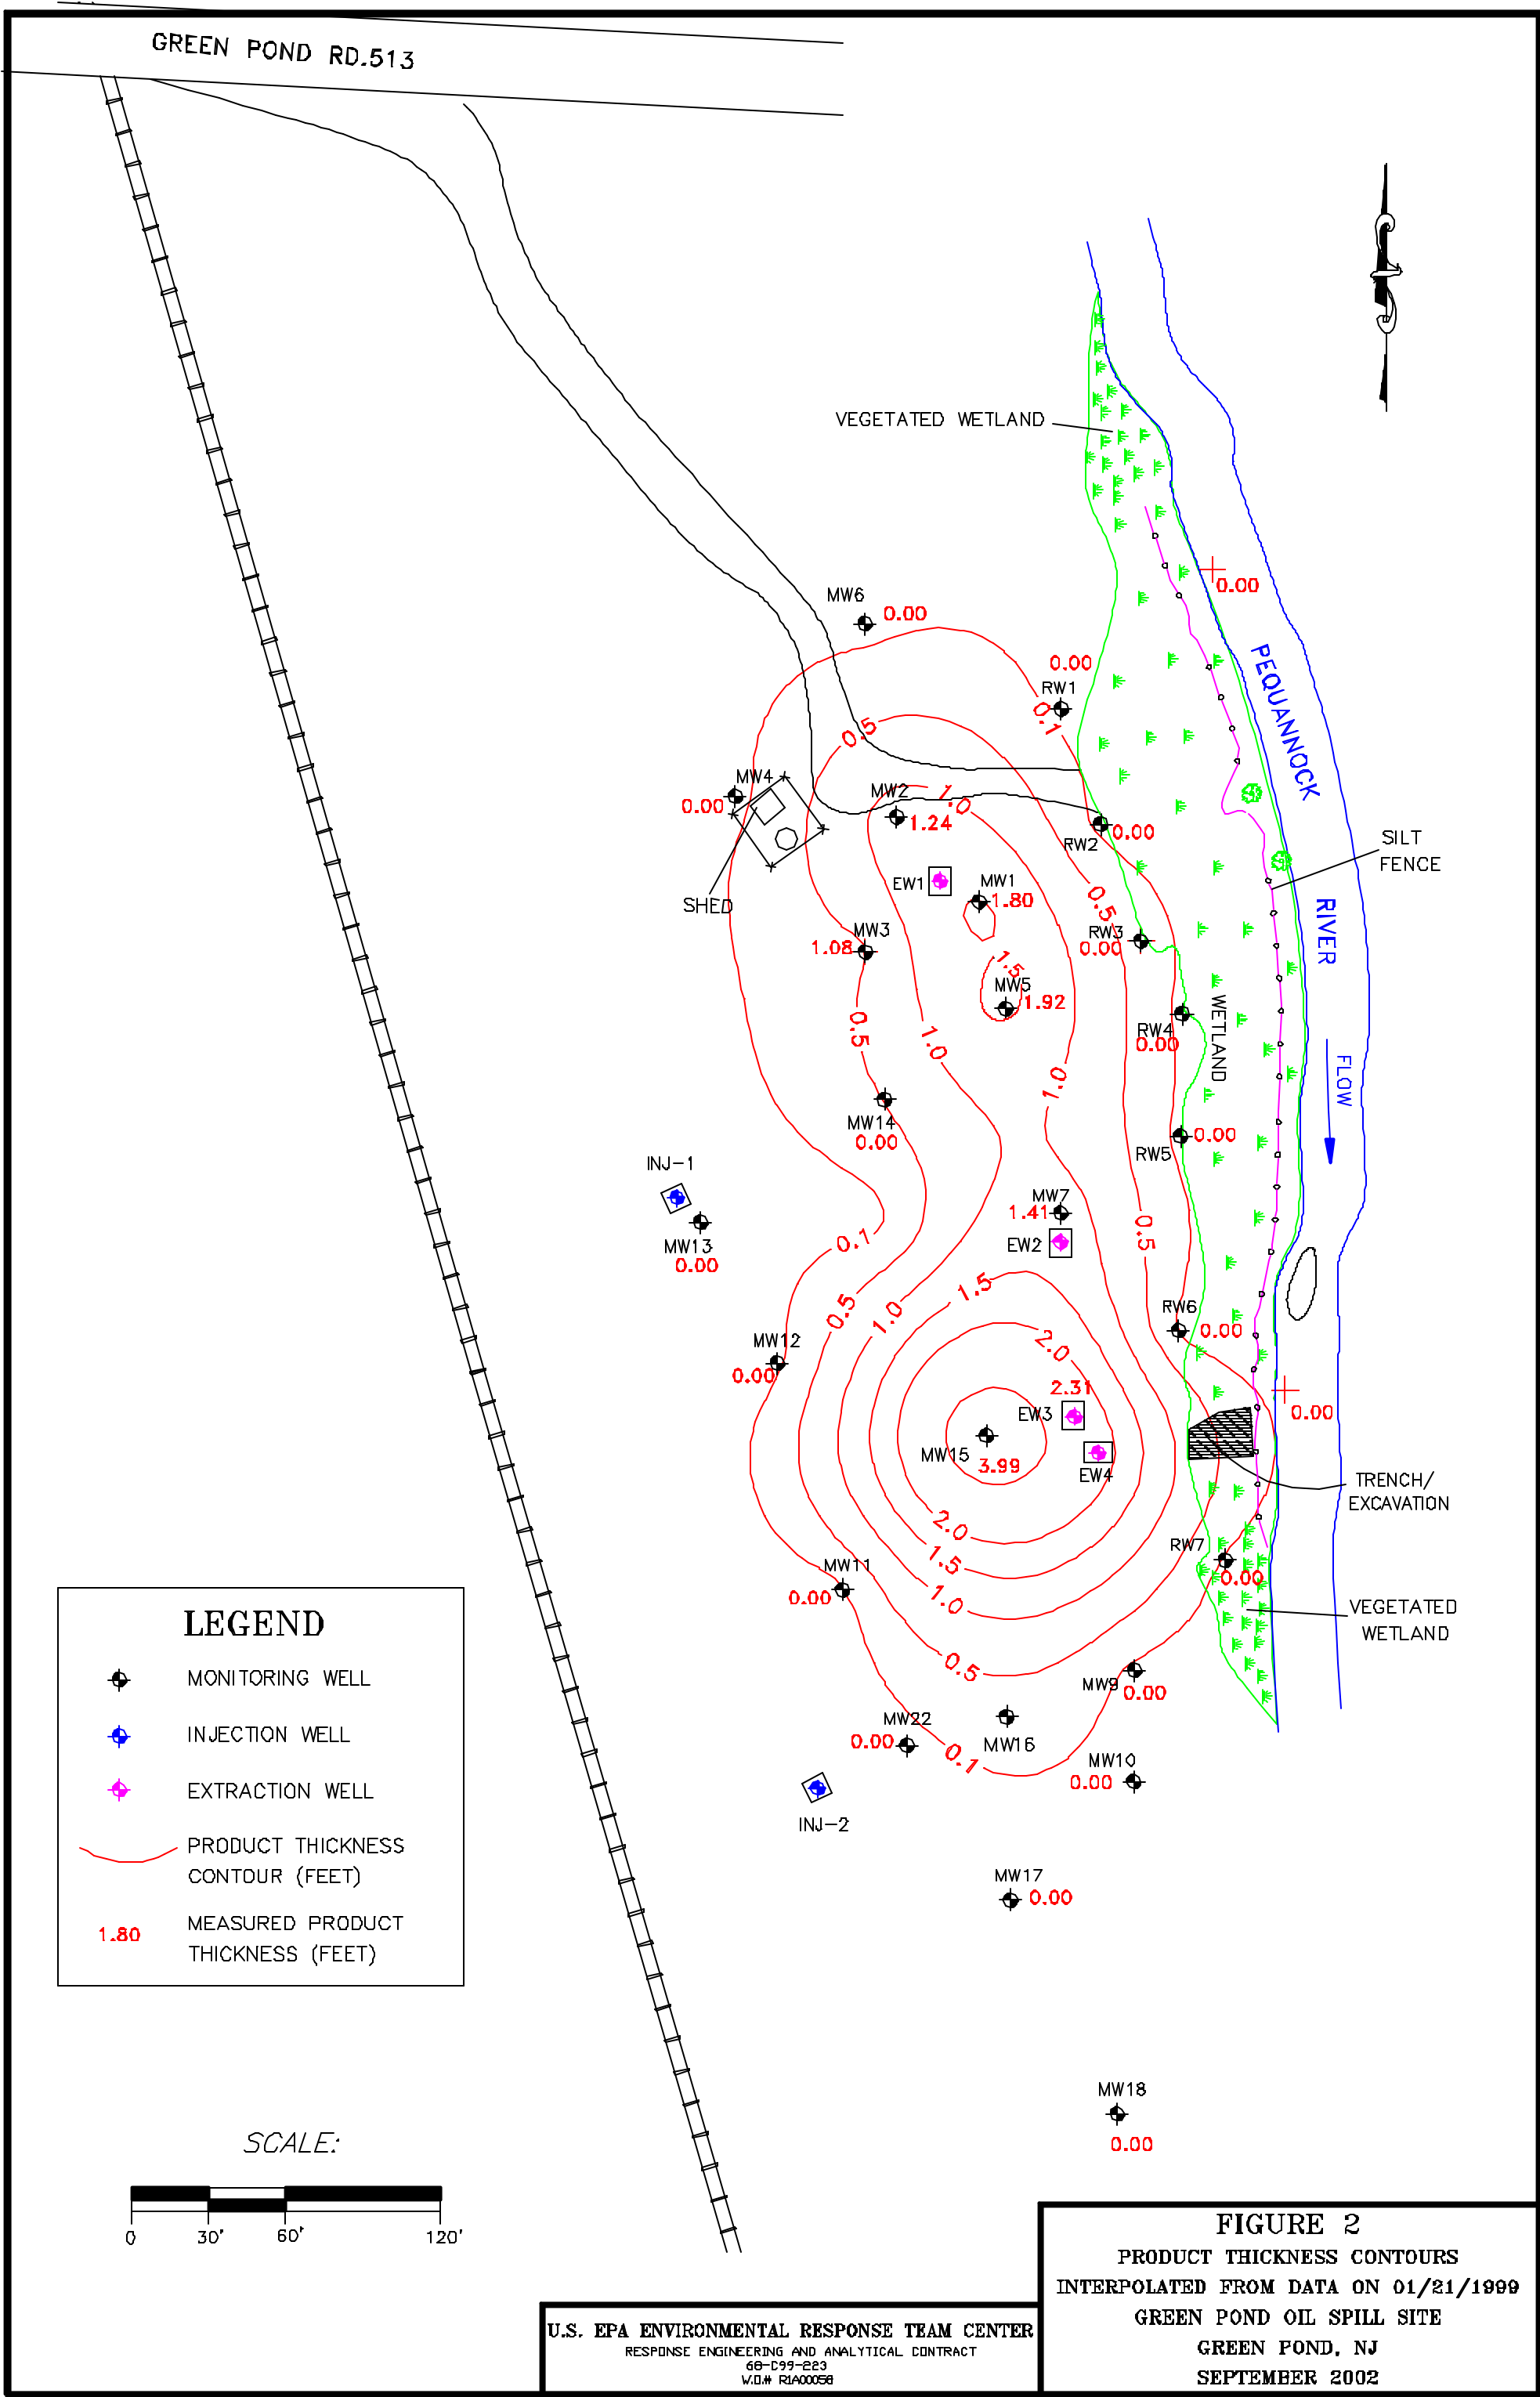 GREEN POND RD.513
VEGETATED WETLAND
MW6
0.00
0.00
0.00
RW1
0.1
PEQUANNOCK
0.5
MW4
0.00
MW2
1.24
1.0
0.00
RW2
SILT
FENCE
EW1
MW1
1.80
SHED
0.5
RIVER
MW3
1.08
RW3
0.00
1.5
MW5
1.92
0.5
1.0
RW4
0.00
WETLAND
FLOW
1.0
MW14
0.00
0.00
RW5
INJ-1
MW13
0.00
MW7
1.41
EW2
0.5
0.1
1.5
0.5
1.0
RW6
0.00
MW12
0.00
2.0
2.31
EW3
0.00
MW15
3.99
EW4
TRENCH/
EXCAVATION
2.0
1.5
1.0
RW7
0.00
MW11
0.00
VEGETATED
WETLAND
0.5
MW9
0.00
MW22
0.00
MW16
0.1
MW10
0.00
INJ-2
MW17
0.00
MW18
0.00
LEGEND
MONITORING WELL
INJECTION WELL
EXTRACTION WELL
PRODUCT THICKNESS
CONTOUR (FEET)
1.80
MEASURED PRODUCT
THICKNESS (FEET)
SCALE:
0 30' 60' 120'
U.S. EPA ENVIRONMENTAL RESPONSE TEAM CENTER
RESPONSE ENGINEERING AND ANALYTICAL CONTRACT
68-C99-223
W.O.# R1A00056
FIGURE 2
PRODUCT THICKNESS CONTOURS
INTERPOLATED FROM DATA ON 01/21/1999
GREEN POND OIL SPILL SITE
GREEN POND, NJ
SEPTEMBER 2002